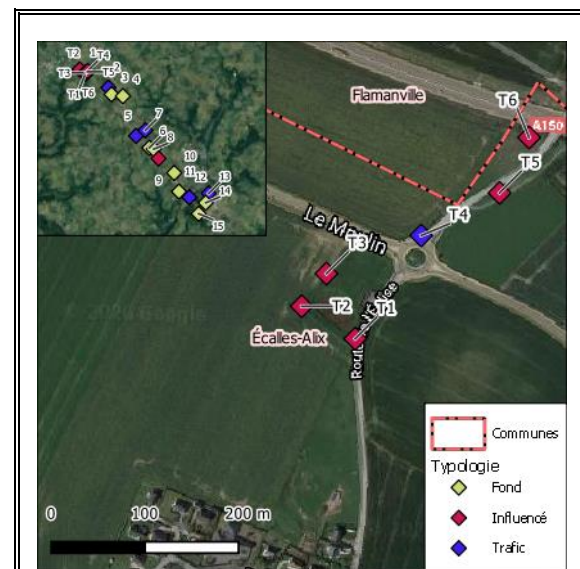 T2
1
T4
T3
T5
2
3
4
T1
T6
5
7
6
8
9
10
11
12
13
14
15
Flamanville
T6
A150
T5
T4
Le Moulin
T3
T2
T1
Écalles-Alix
Communes
Typologie
Fond
Influencé
Trafic
0 100 200 m